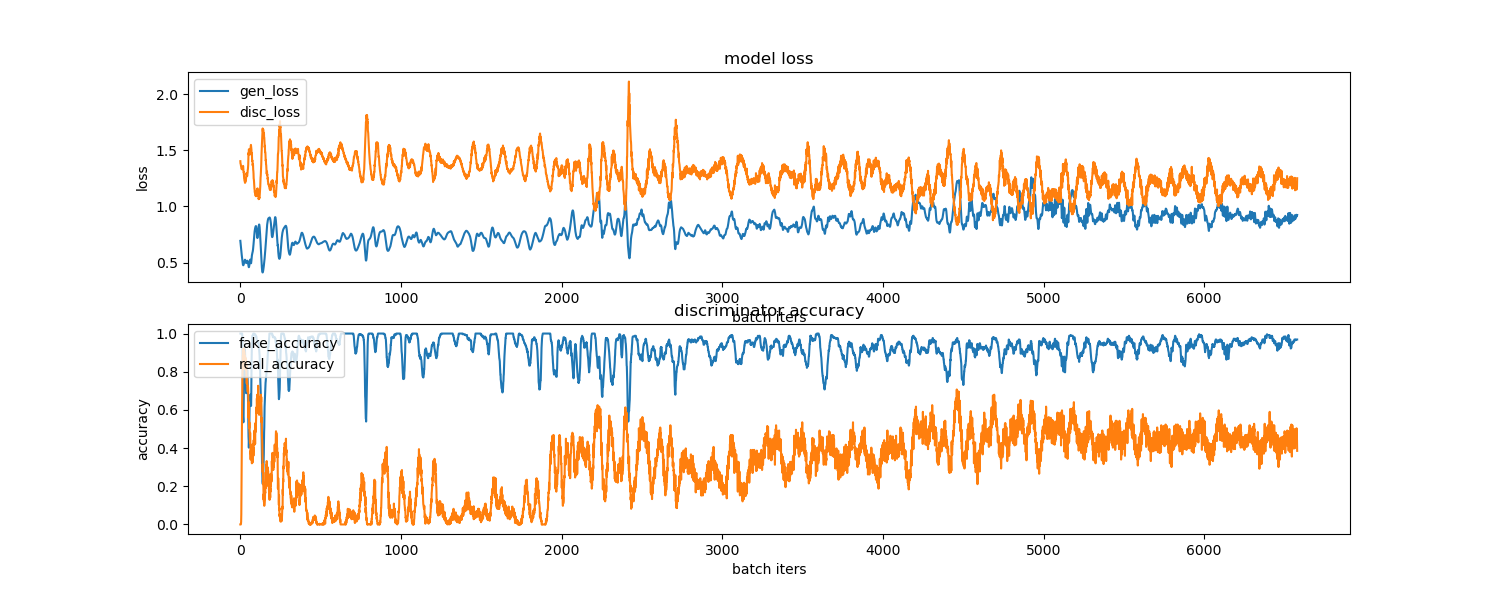 model loss
gen_loss
disc_loss
2.0
1.5
1.0
0.5
loss
0 1000 2000 3000 4000 5000 6000
batch iters
discriminator accuracy
fake_accuracy
real_accuracy
1.0
0.8
0.6
0.4
0.2
0.0
accuracy
0 1000 2000 3000 4000 5000 6000
batch iters